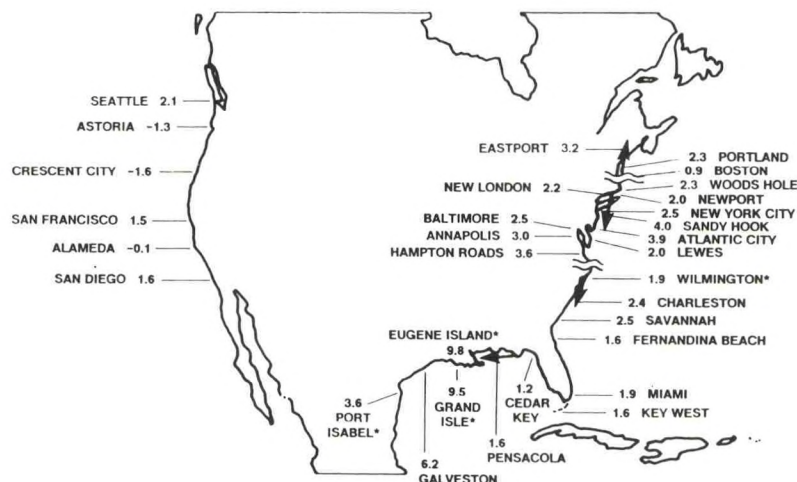 SEATTLE 2.1
ASTORIA -1.3
CRESCENT CITY -1.6
SAN FRANCISCO 1.5
ALAMEDA -0.1
SAN DIEGO 1.6
EASTPORT 3.2
2.3 PORTLAND
0.9 BOSTON
2.3 WOODS HOLE
NEW LONDON 2.2
2.0 NEWPORT
2.5 NEW YORK CITY
4.0 SANDY HOOK
BALTIMORE 2.5
3.9 ATLANTIC CITY
ANNAPOLIS 3.0
2.0 LEWES
HAMPTON ROADS 3.6
1.9 WILMINGTON*
2.4 CHARLESTON
2.5 SAVANNAH
1.6 FERNANDINA BEACH
EUGENE ISLAND*
9.8
9.5
GRAND
ISLE*
3.6
PORT
ISABEL*
1.2
CEDAR
KEY
1.9 MIAMI
1.6 KEY WEST
1.6
PENSACOLA
6.2
GALVESTON